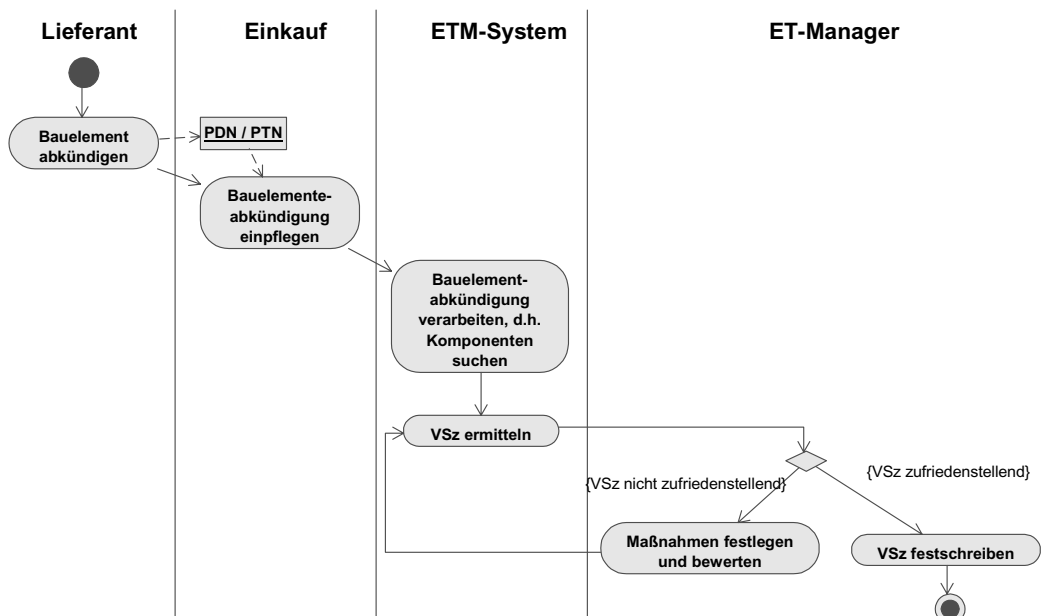 Lieferant
Einkauf
ETM-System
ET-Manager
Bauelement
abkündigen
PDN / PTN
Bauelemente-
abkündigung
einpflegen
Bauelement-
abkündigung
verarbeiten, d.h.
Komponenten
suchen
VSz ermitteln
{VSz nicht zufriedenstellend}
{VSz zufriedenstellend}
Maßnahmen festlegen
und bewerten
VSz festschreiben